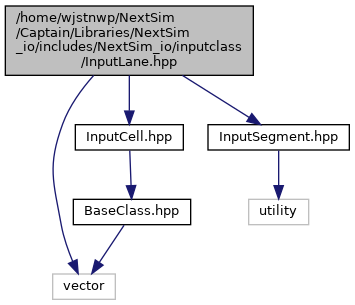 /home/wjstnwp/NextSim
/Captain/Libraries/NextSim
_io/includes/NextSim_io/inputclass
/InputLane.hpp
InputCell.hpp
InputSegment.hpp
BaseClass.hpp
utility
vector